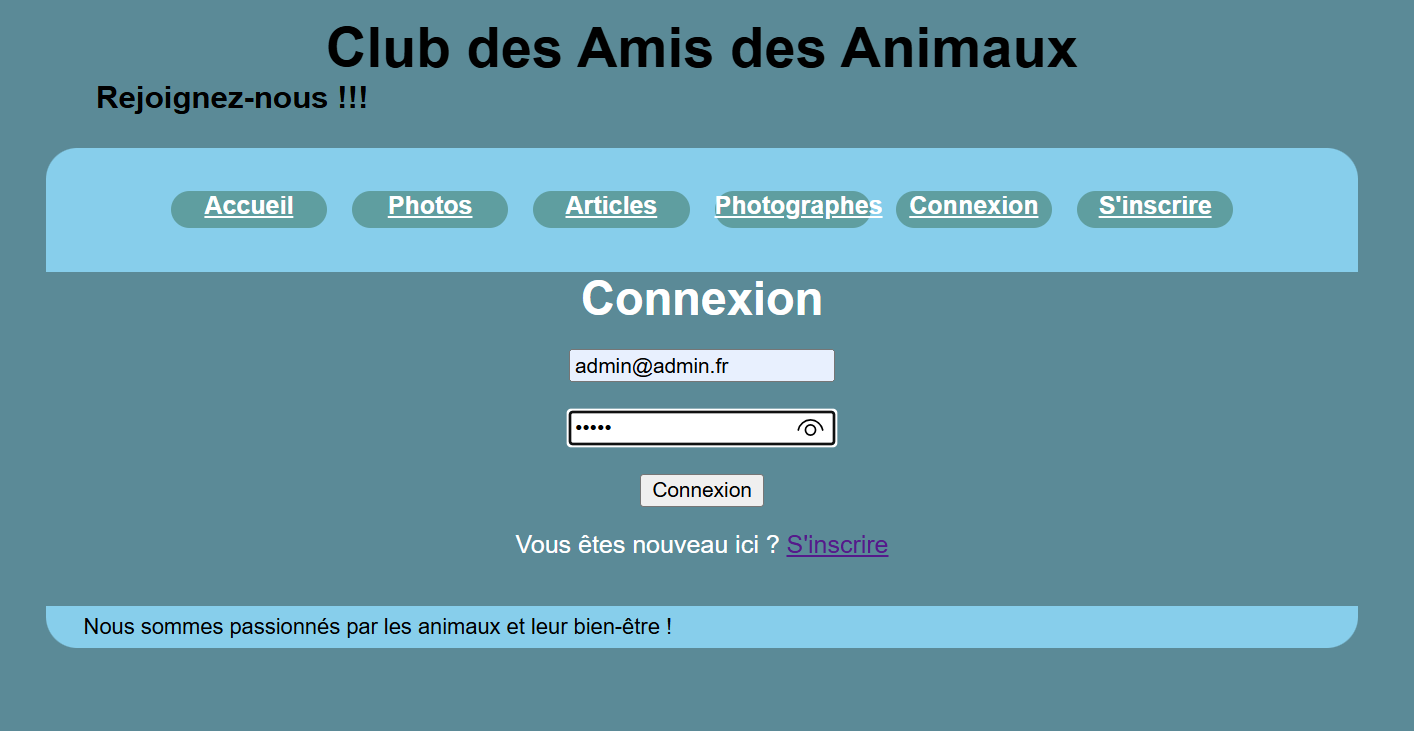 Club des Amis des Animaux
Rejoignez-nous !!!
Accueil Photos Articles Photographes Connexion S'inscrire
Connexion
admin@admin.fr
•••••
Connexion
Vous êtes nouveau ici ? S'inscrire
Nous sommes passionnés par les animaux et leur bien-être !